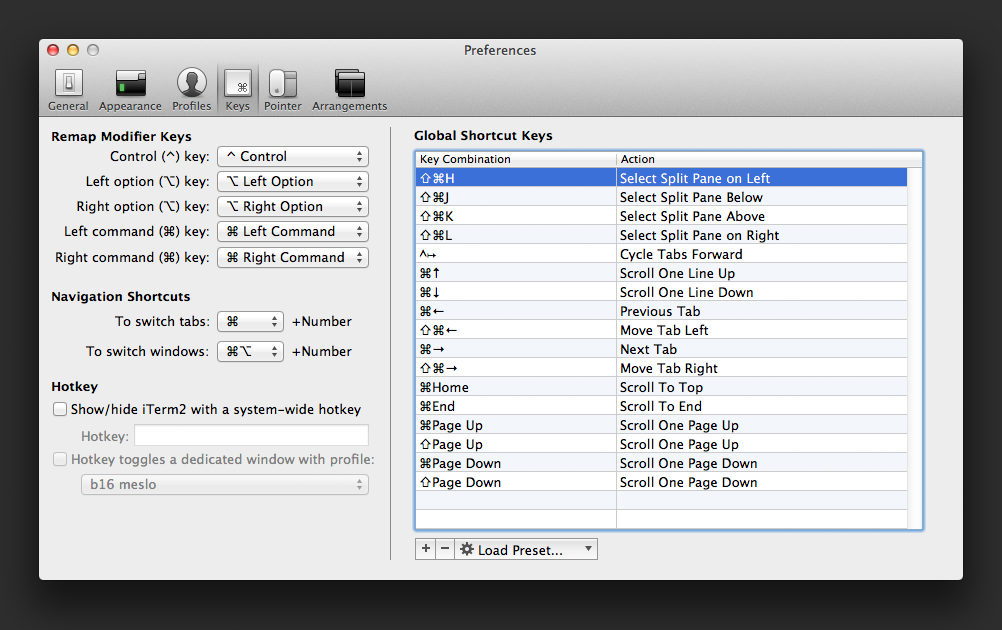 Preferences
General Appearance Profiles Keys Pointer Arrangements
Remap Modifier Keys
Control (^) key: ^ Control
Left option (⌥) key: ⌥ Left Option
Right option (⌥) key: ⌥ Right Option
Left command (⌘) key: ⌘ Left Command
Right command (⌘) key: ⌘ Right Command
Navigation Shortcuts
To switch tabs: ⌘ +Number
To switch windows: ⌘⌥ +Number
Hotkey
Show/hide iTerm2 with a system-wide hotkey
Hotkey:
Hotkey toggles a dedicated window with profile:
b16 meslo
Global Shortcut Keys
Key Combination Action
⇧⌘H Select Split Pane on Left
⇧⌘J Select Split Pane Below
⇧⌘K Select Split Pane Above
⇧⌘L Select Split Pane on Right
^↦ Cycle Tabs Forward
⌘↑ Scroll One Line Up
⌘↓ Scroll One Line Down
⌘← Previous Tab
⇧⌘← Move Tab Left
⌘→ Next Tab
⇧⌘→ Move Tab Right
⌘Home Scroll To Top
⌘End Scroll To End
⌘Page Up Scroll One Page Up
⇧Page Up Scroll One Page Up
⌘Page Down Scroll One Page Down
⇧Page Down Scroll One Page Down
+ − Load Preset...